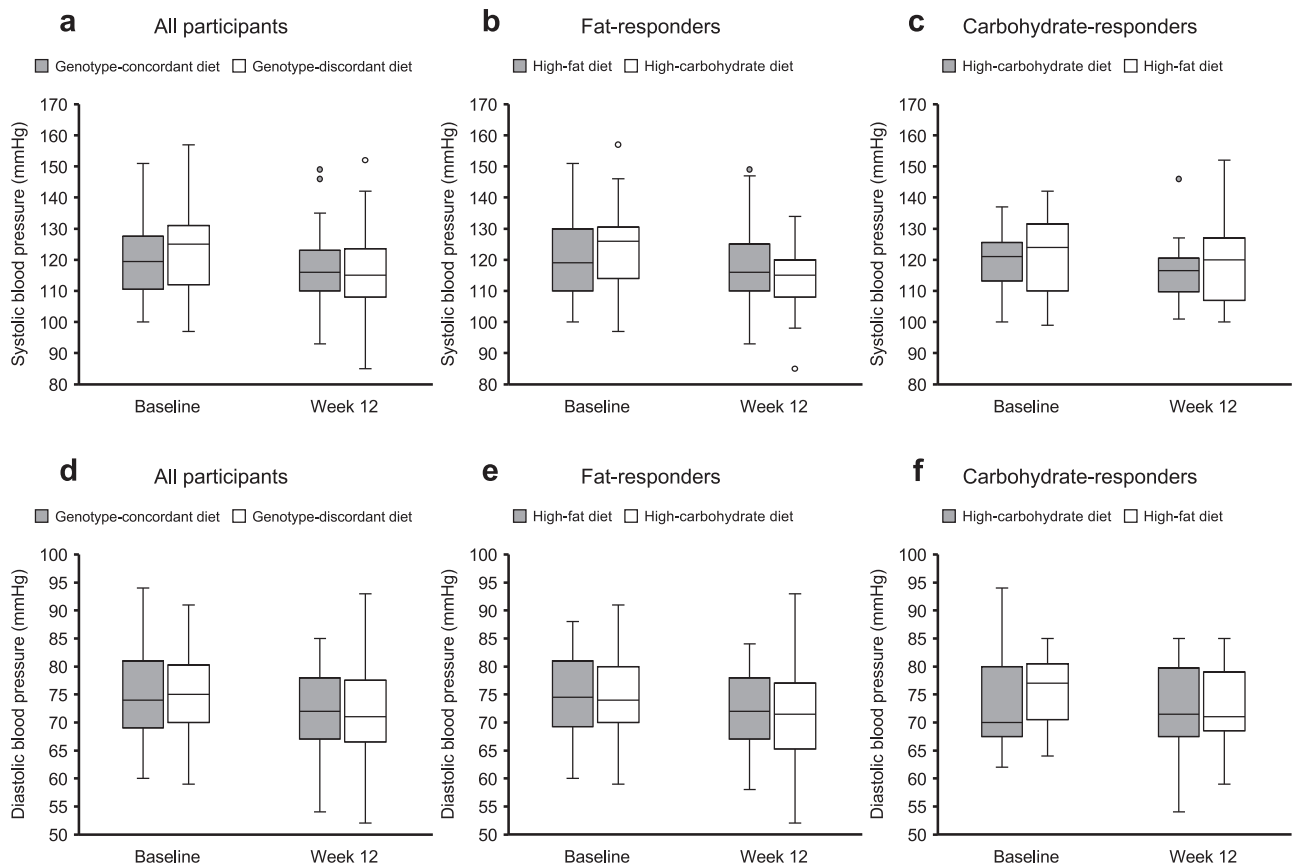 a All participants
Genotype-concordant diet Genotype-discordant diet
Systolic blood pressure (mmHg)
170
160
150
140
130
120
110
100
90
80
Baseline Week 12
b Fat-responders
High-fat diet High-carbohydrate diet
Systolic blood pressure (mmHg)
170
160
150
140
130
120
110
100
90
80
Baseline Week 12
c Carbohydrate-responders
High-carbohydrate diet High-fat diet
Systolic blood pressure (mmHg)
170
160
150
140
130
120
110
100
90
80
Baseline Week 12
d All participants
Genotype-concordant diet Genotype-discordant diet
Diastolic blood pressure (mmHg)
100
95
90
85
80
75
70
65
60
55
50
Baseline Week 12
e Fat-responders
High-fat diet High-carbohydrate diet
Diastolic blood pressure (mmHg)
100
95
90
85
80
75
70
65
60
55
50
Baseline Week 12
f Carbohydrate-responders
High-carbohydrate diet High-fat diet
Diastolic blood pressure (mmHg)
100
95
90
85
80
75
70
65
60
55
50
Baseline Week 12